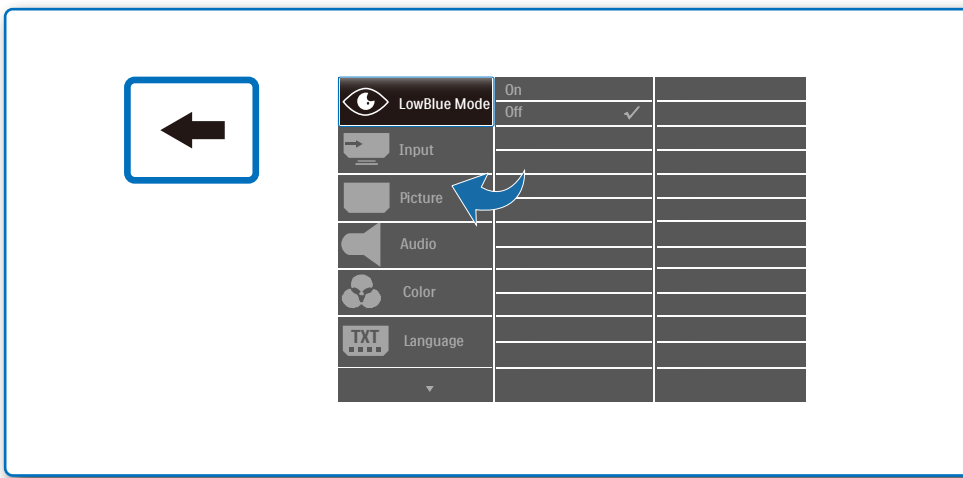 LowBlue Mode
On
Off
Input
Picture
Audio
Color
TXT
Language